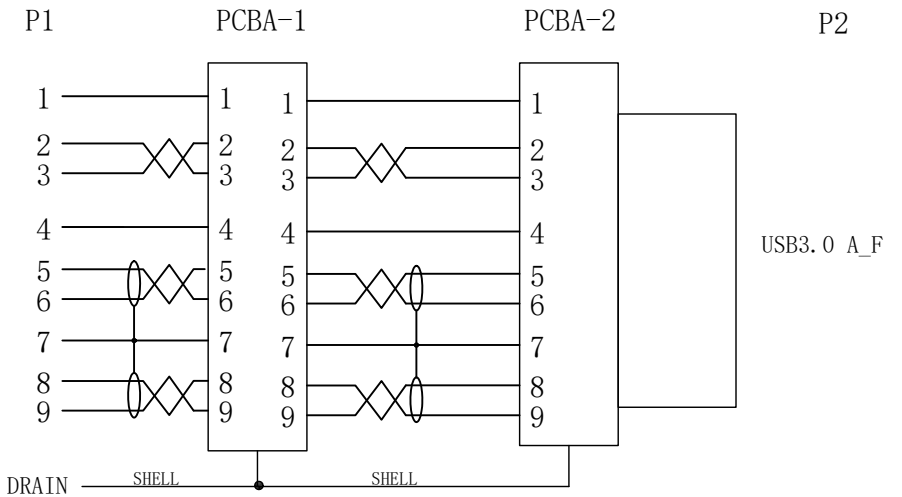 P1 PCBA-1 PCBA-2 P2
1 1 1 1
2 2 2 2
3 3 3 3
4 4 4 4
USB3.0 A_F
5 5 5 5
6 6 6 6
7 7 7 7
8 8 8 8
9 9 9 9
DRAIN SHELL SHELL